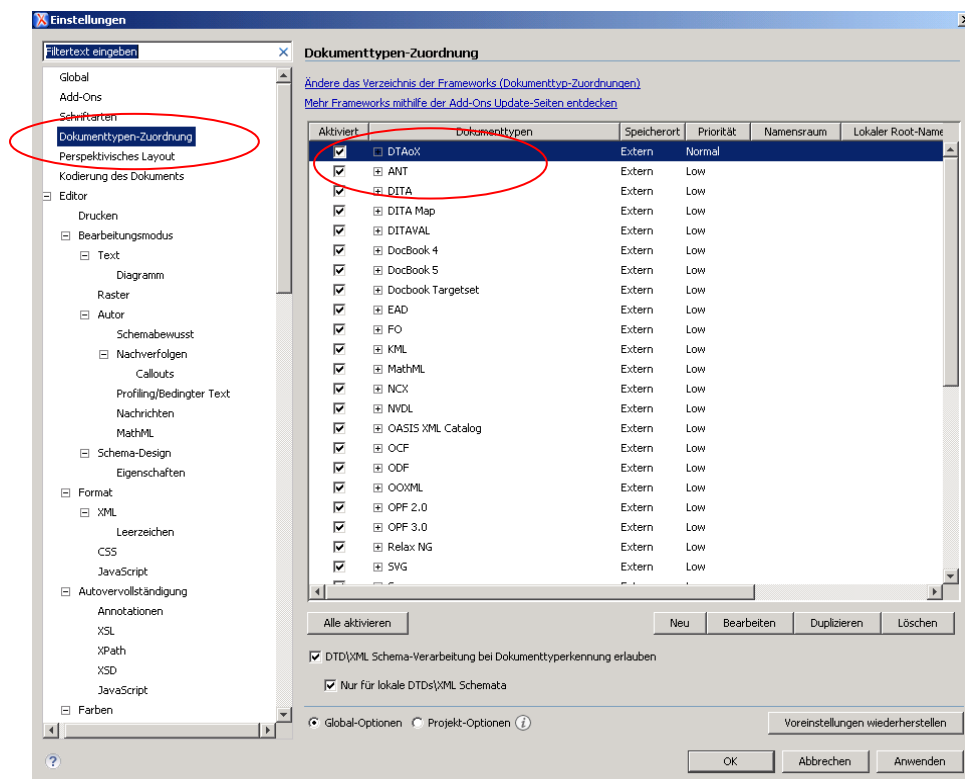 Einstellungen
Filtertext eingeben
Global
Add-Ons
Schriftarten
Dokumenttypen-Zuordnung
Perspektivisches Layout
Kodierung des Dokuments
Editor
Drucken
Bearbeitungsmodus
Text
Diagramm
Raster
Autor
Schemabewusst
Nachverfolgen
Callouts
Profiling/Bedingter Text
Nachrichten
MathML
Schema-Design
Eigenschaften
Format
XML
Leerzeichen
CSS
JavaScript
Autovervollständigung
Annotationen
XSL
XPath
XSD
JavaScript
Farben
Dokumenttypen-Zuordnung
Ändere das Verzeichnis der Frameworks (Dokumenttyp-Zuordnungen)
Mehr Frameworks mithilfe der Add-Ons Update-Seiten entdecken
Aktiviert Dokumenttypen Speicherort Priorität Namensraum Lokaler Root-Name
DTAoX Extern Normal
ANT Extern Low
DITA Extern Low
DITA Map Extern Low
DITAVAL Extern Low
DocBook 4 Extern Low
DocBook 5 Extern Low
Docbook Targetset Extern Low
EAD Extern Low
FO Extern Low
KML Extern Low
MathML Extern Low
NCX Extern Low
NVDL Extern Low
OASIS XML Catalog Extern Low
OCF Extern Low
ODF Extern Low
OOXML Extern Low
OPF 2.0 Extern Low
OPF 3.0 Extern Low
Relax NG Extern Low
SVG Extern Low
Alle aktivieren Neu Bearbeiten Duplizieren Löschen
DTD\XML Schema-Verarbeitung bei Dokumenttyperkennung erlauben
Nur für lokale DTDs\XML Schemata
Global-Optionen Projekt-Optionen
Voreinstellungen wiederherstellen
OK Abbrechen Anwenden